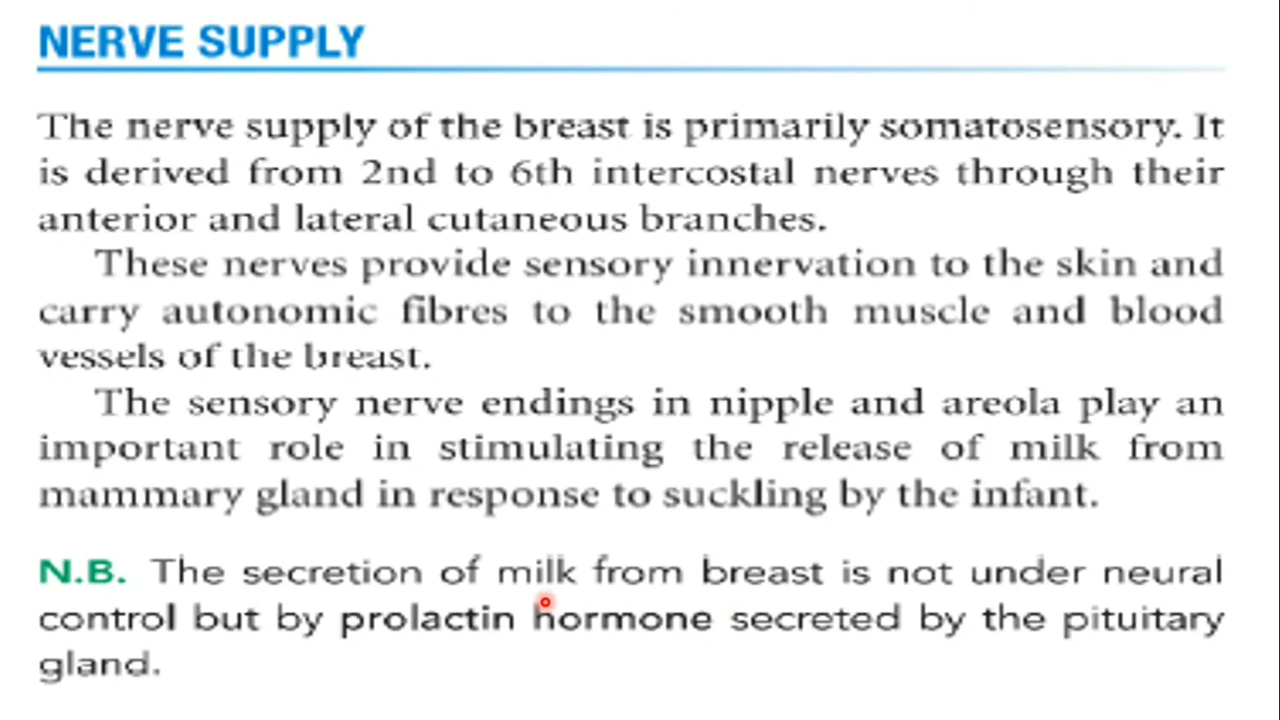 NERVE SUPPLY
The nerve supply of the breast is primarily somatosensory. It
is derived from 2nd to 6th intercostal nerves through their
anterior and lateral cutaneous branches.
These nerves provide sensory innervation to the skin and
carry autonomic fibres to the smooth muscle and blood
vessels of the breast.
The sensory nerve endings in nipple and areola play an
important role in stimulating the release of milk from
mammary gland in response to suckling by the infant.
N.B. The secretion of milk from breast is not under neural
control but by prolactin hormone secreted by the pituitary
gland.